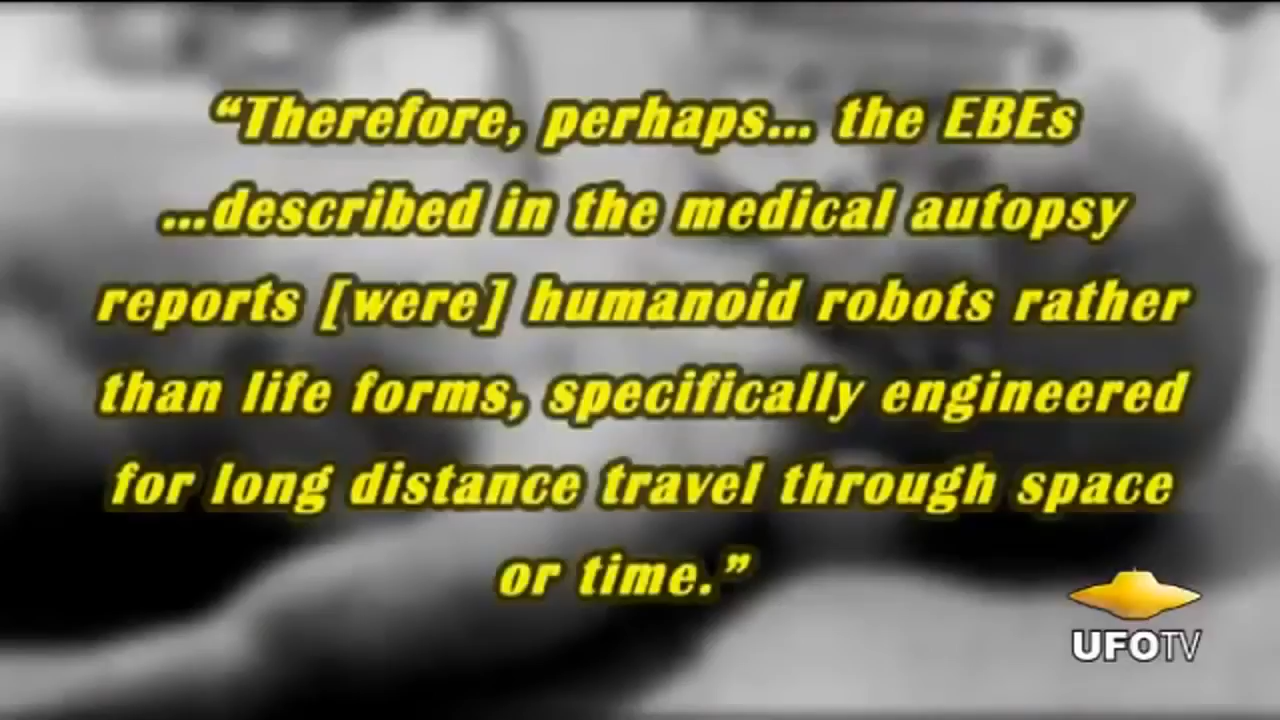 “Therefore, perhaps... the EBEs
...described in the medical autopsy
reports [were] humanoid robots rather
than life forms, specifically engineered
for long distance travel through space
or time.”
UFOTV